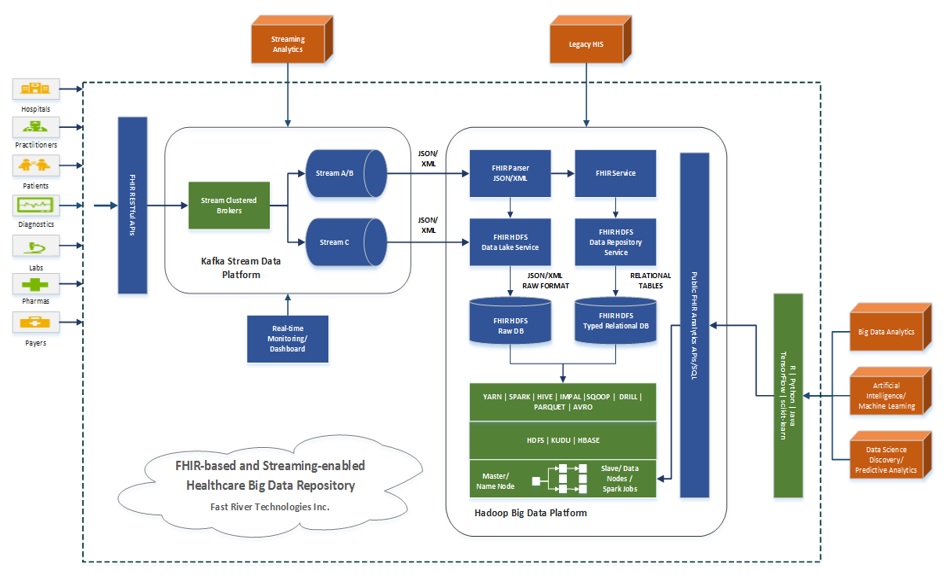 Streaming
Analytics
Legacy HIS
Hospitals
Practitioners
Patients
Diagnostics
Labs
Pharmas
Payers
FHIR RESTful APIs
Stream Clustered
Brokers
Stream A/B
Stream C
Kafka Stream Data
Platform
Real-time
Monitoring/
Dashboard
JSON/
XML
JSON/
XML
FHIR Parser
JSON/XML
FHIR Service
FHIR HDFS
Data Lake Service
FHIR HDFS
Data Repository
Service
JSON/XML
RAW FORMAT
RELATIONAL
TABLES
FHIR HDFS
Raw DB
FHIR HDFS
Typed Relational DB
YARN | SPARK | HIVE | IMPAL |SQOOP | DRILL |
PARQUET | AVRO
HDFS | KUDU | HBASE
Master/
Name Node
Slave/Data
Nodes /
Spark Jobs
Hadoop Big Data Platform
Public FHIR Analytics APIs/SQL
R | Python | Java
TensorFlow | scikit-learn
Big Data Analytics
Artificial
Intelligence/
Machine Learning
Data Science
Discovery/
Predictive Analytics
FHIR-based and Streaming-enabled
Healthcare Big Data Repository
Fast River Technologies Inc.